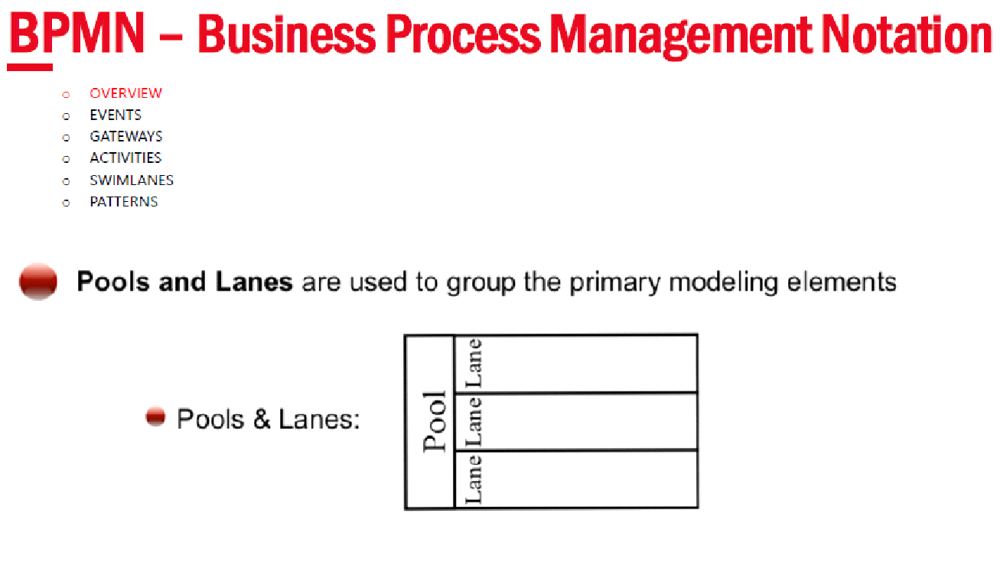 BPMN – Business Process Management Notation
OVERVIEW
EVENTS
GATEWAYS
ACTIVITIES
SWIMLANES
PATTERNS
Pools and Lanes are used to group the primary modeling elements
Pools & Lanes:
Pool
Lane
Lane
Lane